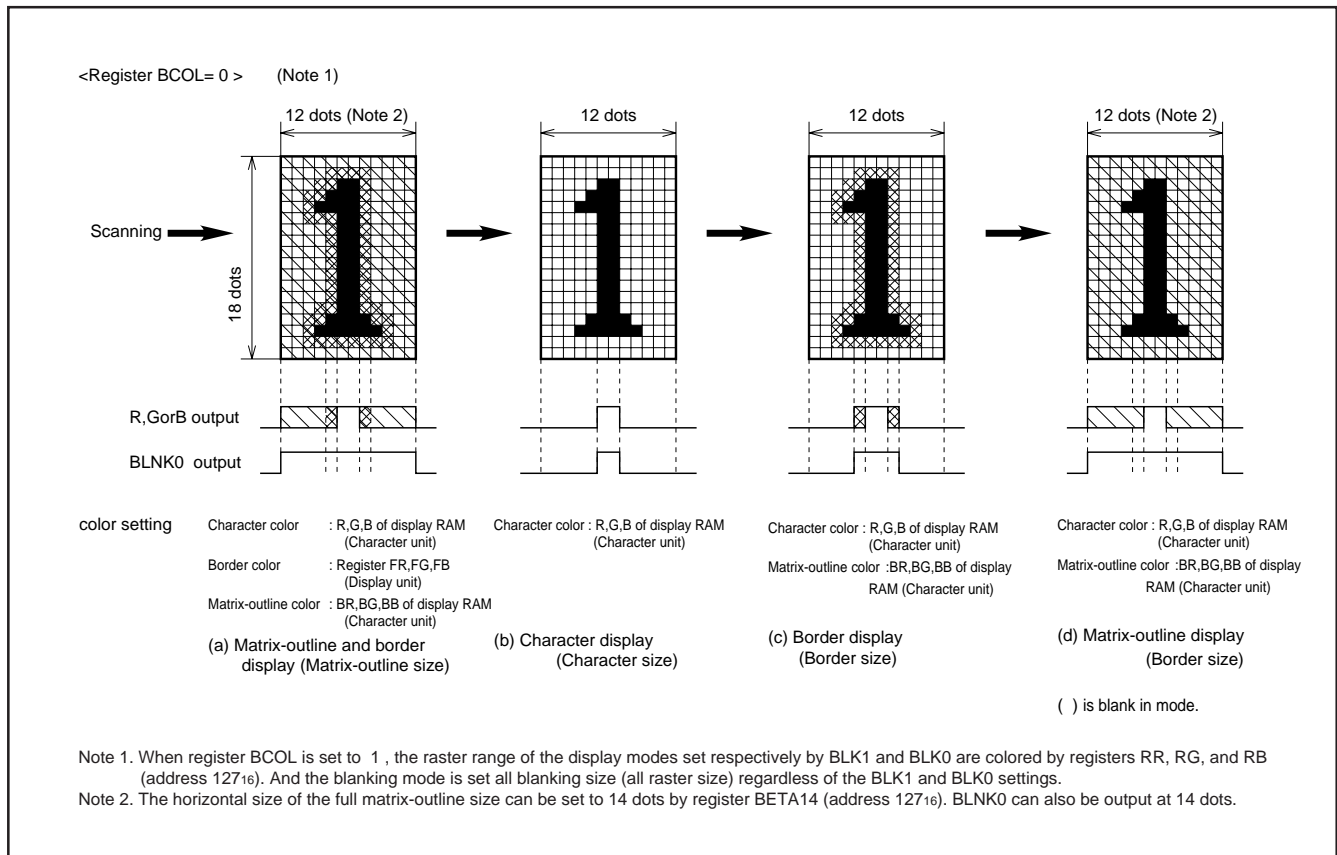 <Register BCOL= 0 > (Note 1)
12 dots (Note 2) 12 dots 12 dots 12 dots (Note 2)
Scanning
18 dots
R,GorB output
BLNK0 output
color setting
Character color : R,G,B of display RAM
(Character unit)
Border color : Register FR,FG,FB
(Display unit)
Matrix-outline color : BR,BG,BB of display RAM
(Character unit)
(a) Matrix-outline and border
display (Matrix-outline size)
Character color : R,G,B of display RAM
(Character unit)
(b) Character display
(Character size)
Character color : R,G,B of display RAM
(Character unit)
Matrix-outline color :BR,BG,BB of display
RAM (Character unit)
(c) Border display
(Border size)
Character color : R,G,B of display RAM
(Character unit)
Matrix-outline color :BR,BG,BB of display
RAM (Character unit)
(d) Matrix-outline display
(Border size)
( ) is blank in mode.
Note 1. When register BCOL is set to 1 , the raster range of the display modes set respectively by BLK1 and BLK0 are colored by registers RR, RG, and RB
(address 127₁₆). And the blanking mode is set all blanking size (all raster size) regardless of the BLK1 and BLK0 settings.
Note 2. The horizontal size of the full matrix-outline size can be set to 14 dots by register BETA14 (address 127₁₆). BLNK0 can also be output at 14 dots.